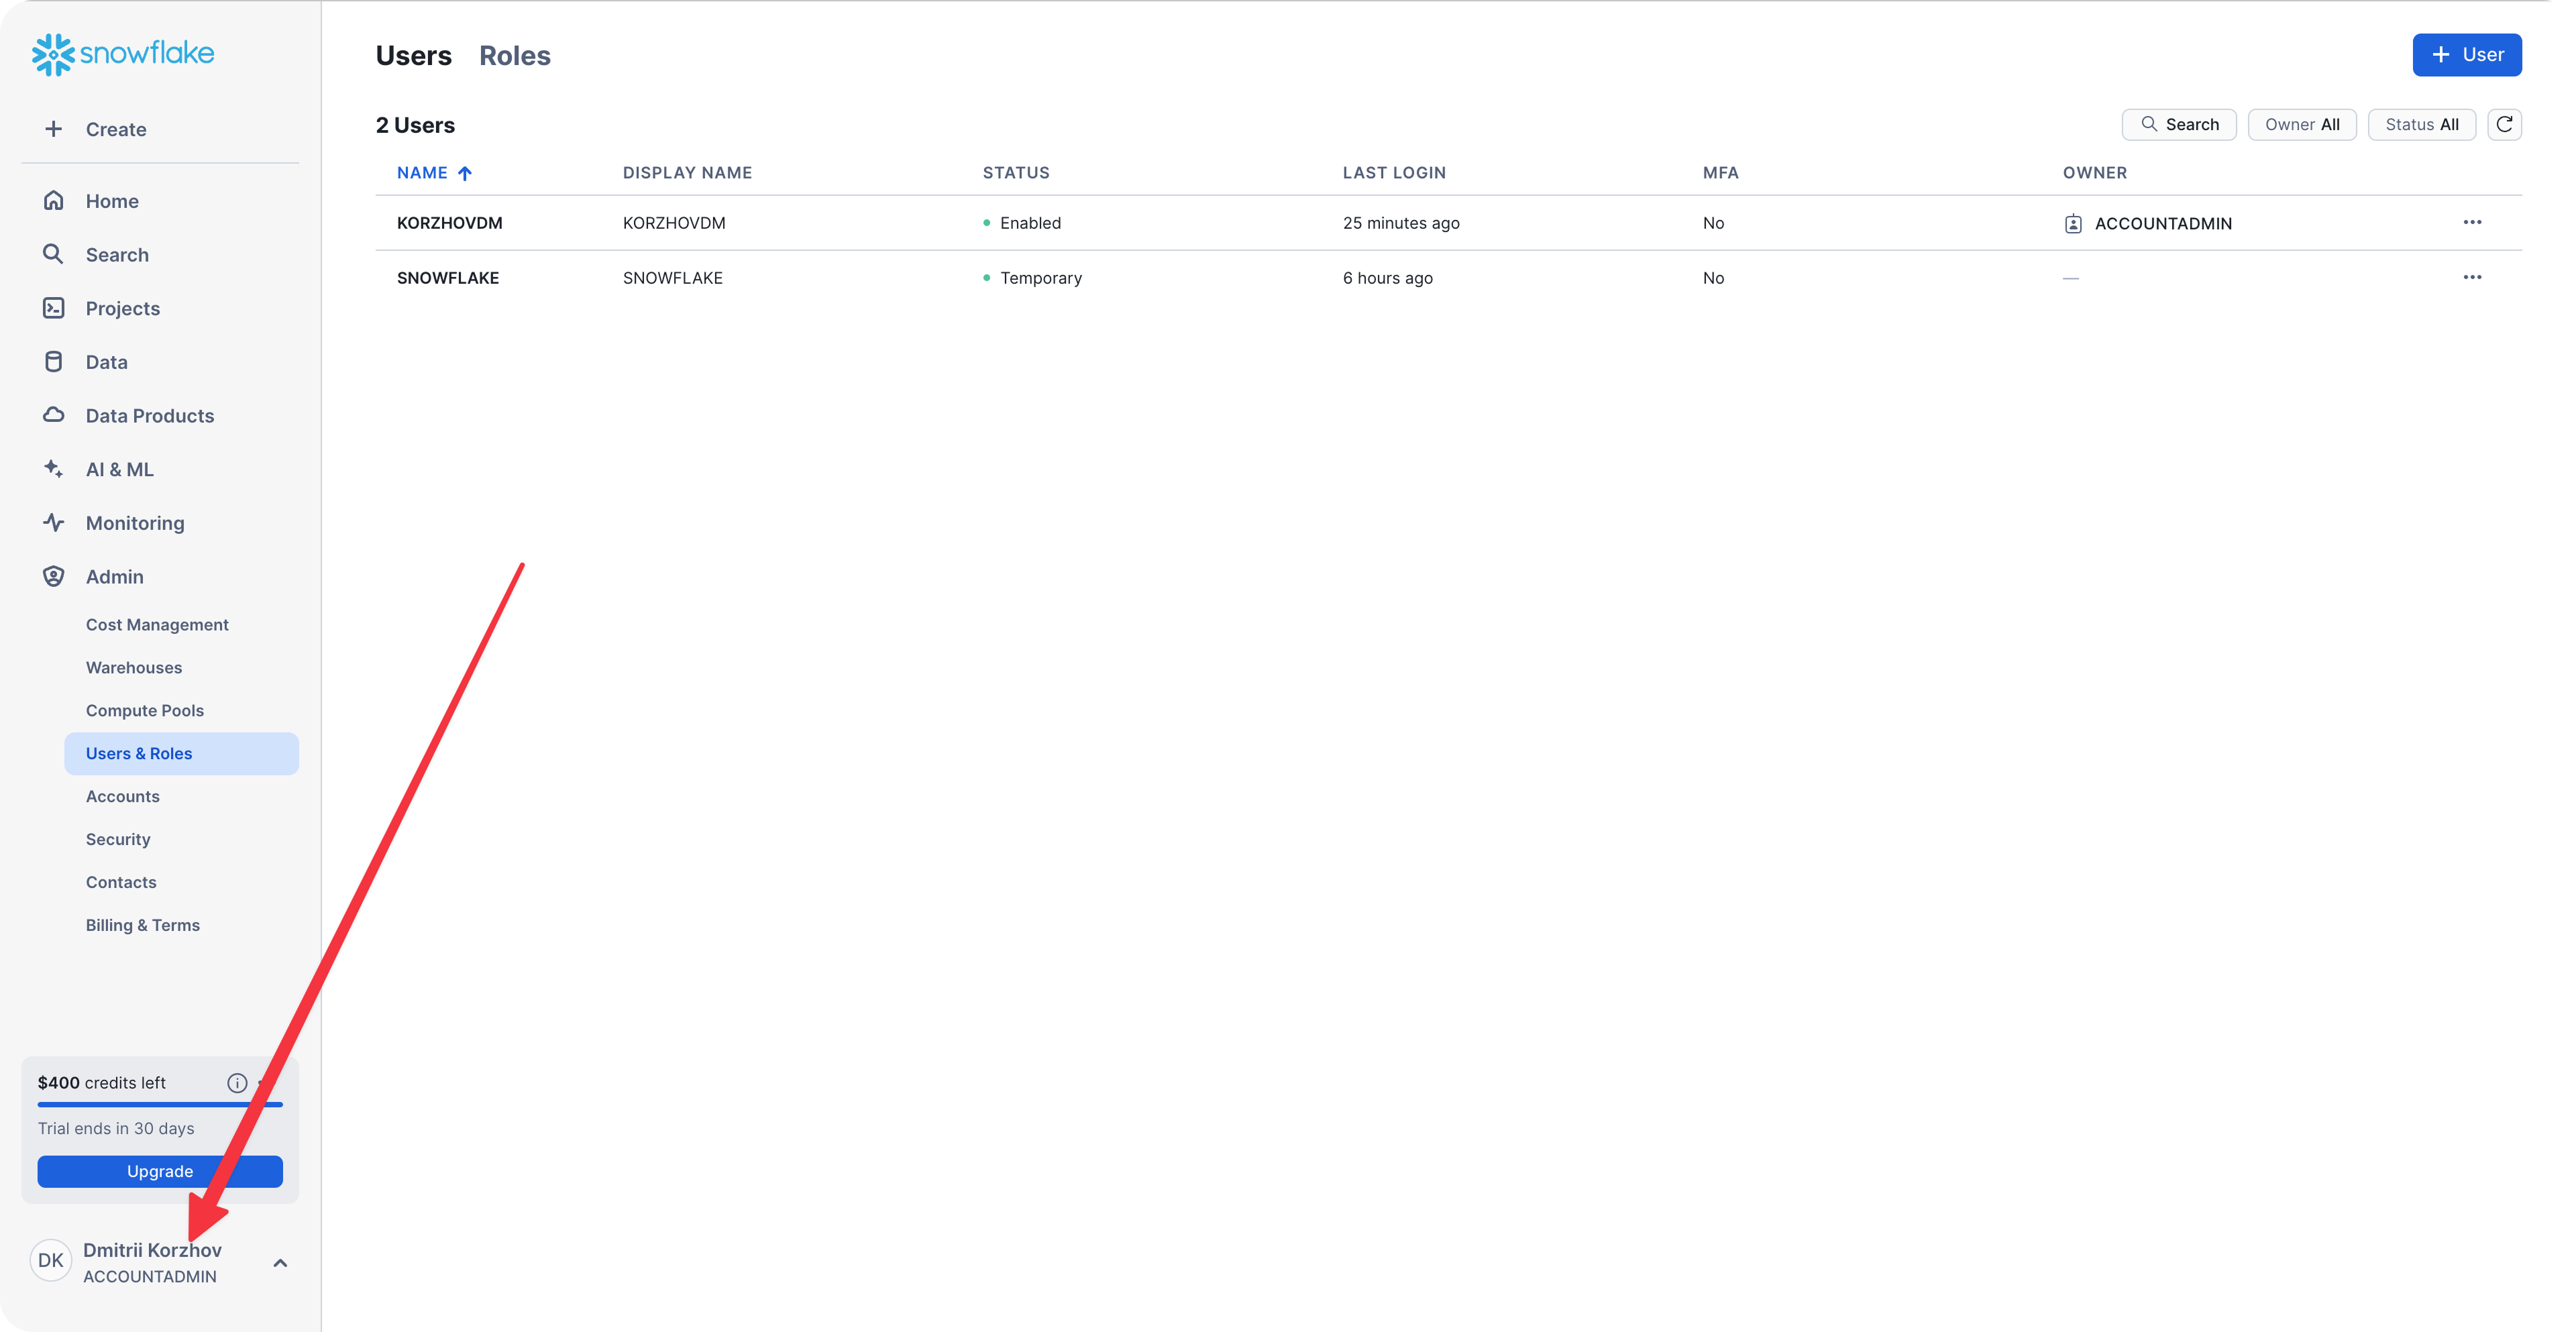 snowflake
Create
Home
Search
Projects
Data
Data Products
AI & ML
Monitoring
Admin
Cost Management
Warehouses
Compute Pools
Users & Roles
Accounts
Security
Contacts
Billing & Terms
$400 credits left
Trial ends in 30 days
Upgrade
DK Dmitrii Korzhov
ACCOUNTADMIN
Users Roles
+ User
2 Users
Search Owner All Status All
NAME DISPLAY NAME STATUS LAST LOGIN MFA OWNER
KORZHOVDM KORZHOVDM Enabled 25 minutes ago No ACCOUNTADMIN
SNOWFLAKE SNOWFLAKE Temporary 6 hours ago No —